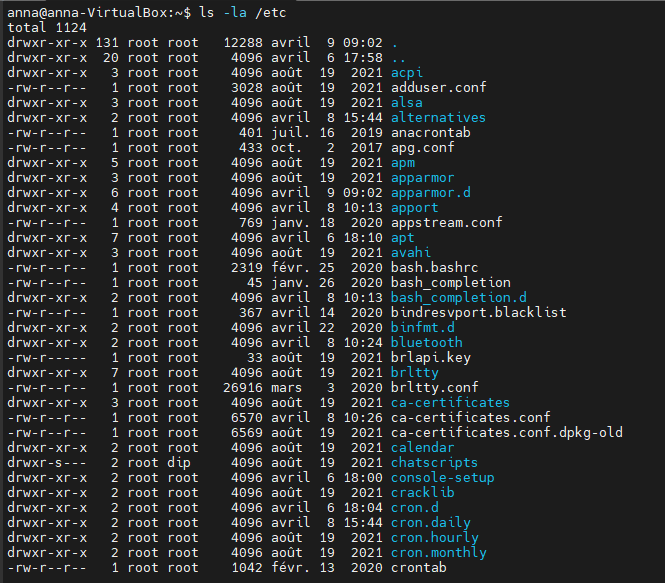 anna@anna-VirtualBox:~$ ls -la /etc
total 1124
drwxr-xr-x 131 root root   12288 avril  9 09:02 .
drwxr-xr-x  20 root root    4096 avril  6 17:58 ..
drwxr-xr-x   3 root root    4096 août  19  2021 acpi
-rw-r--r--   1 root root    3028 août  19  2021 adduser.conf
drwxr-xr-x   3 root root    4096 août  19  2021 alsa
drwxr-xr-x   2 root root    4096 avril  8 15:44 alternatives
-rw-r--r--   1 root root     401 juil. 16  2019 anacrontab
-rw-r--r--   1 root root     433 oct.   2  2017 apg.conf
drwxr-xr-x   5 root root    4096 août  19  2021 apm
drwxr-xr-x   3 root root    4096 août  19  2021 apparmor
drwxr-xr-x   6 root root    4096 avril  9 09:02 apparmor.d
drwxr-xr-x   4 root root    4096 avril  8 10:13 apport
-rw-r--r--   1 root root     769 janv. 18  2020 appstream.conf
drwxr-xr-x   7 root root    4096 avril  6 18:10 apt
drwxr-xr-x   3 root root    4096 août  19  2021 avahi
-rw-r--r--   1 root root    2319 févr. 25  2020 bash.bashrc
-rw-r--r--   1 root root      45 janv. 26  2020 bash_completion
drwxr-xr-x   2 root root    4096 avril  8 10:13 bash_completion.d
-rw-r--r--   1 root root     367 avril 14  2020 bindresvport.blacklist
drwxr-xr-x   2 root root    4096 avril 22  2020 binfmt.d
drwxr-xr-x   2 root root    4096 avril  8 10:24 bluetooth
-rw-r-----   1 root root      33 août  19  2021 brlapi.key
drwxr-xr-x   7 root root    4096 août  19  2021 brltty
-rw-r--r--   1 root root   26916 mars   3  2020 brltty.conf
drwxr-xr-x   3 root root    4096 août  19  2021 ca-certificates
-rw-r--r--   1 root root    6570 avril  8 10:26 ca-certificates.conf
-rw-r--r--   1 root root    6569 août  19  2021 ca-certificates.conf.dpkg-old
drwxr-xr-x   2 root root    4096 août  19  2021 calendar
drwxr-s---   2 root dip     4096 août  19  2021 chatscripts
drwxr-xr-x   2 root root    4096 avril  6 18:00 console-setup
drwxr-xr-x   2 root root    4096 août  19  2021 cracklib
drwxr-xr-x   2 root root    4096 avril  6 18:04 cron.d
drwxr-xr-x   2 root root    4096 avril  8 15:44 cron.daily
drwxr-xr-x   2 root root    4096 août  19  2021 cron.hourly
drwxr-xr-x   2 root root    4096 août  19  2021 cron.monthly
-rw-r--r--   1 root root    1042 févr. 13  2020 crontab